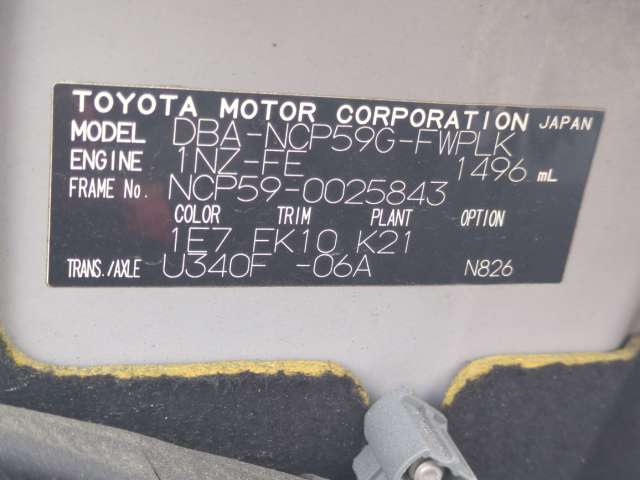 TOYOTA MOTOR CORPORATION JAPAN
MODEL DBA-NCP59G-FWPLK
ENGINE 1NZ-FE 1496 mL
FRAME No. NCP59-0025843
COLOR TRIM PLANT OPTION
1E7 FK10 K21
TRANS./AXLE U340F -06A N826